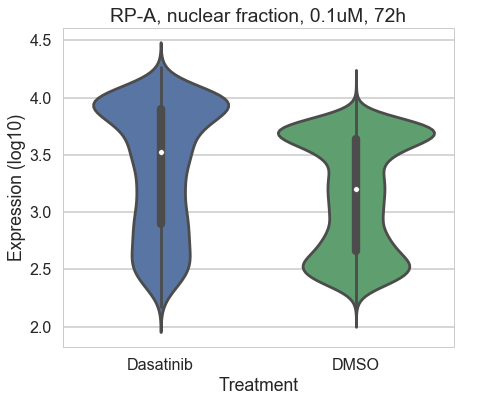 RP-A, nuclear fraction, 0.1uM, 72h
4.5
4.0
3.5
3.0
2.5
2.0
Expression (log10)
Dasatinib
DMSO
Treatment